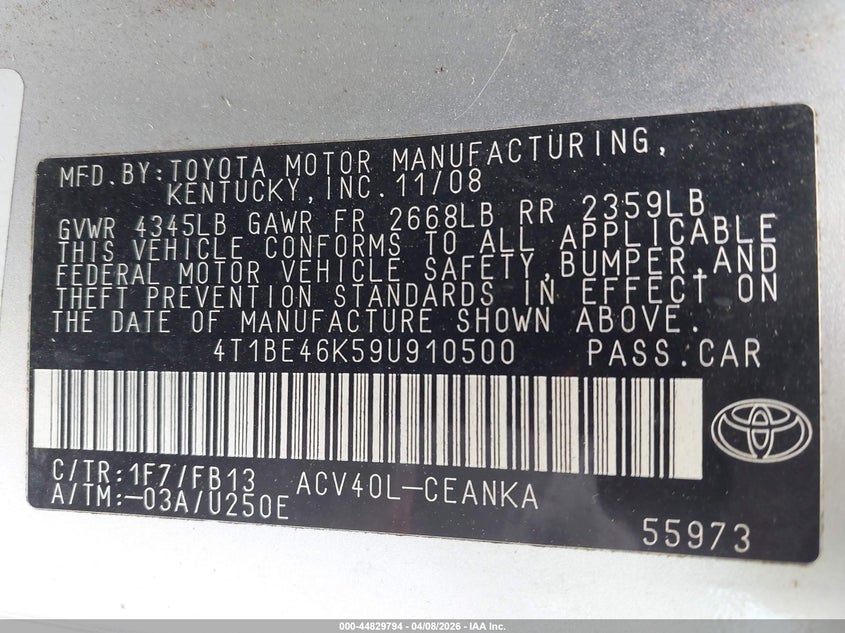 MFD.BY:TOYOTA MOTOR MANUFACTURING,
KENTUCKY,INC.11/08
GVWR 4345LB GAWR FR 2668LB RR 2359LB
THIS VEHICLE CONFORMS TO ALL APPLICABLE
FEDERAL MOTOR VEHICLE SAFETY,BUMPER,AND
THEFT PREVENTION STANDARDS IN EFFECT ON
THE DATE OF MANUFACTURE SHOWN ABOVE.
4T1BE46K59U910500 PASS.CAR
C/TR:1F7/FB13 ACV40L-CEANKA
A/TM:-03A/U250E
55973
000-44829794 - 04/08/2026 - IAA Inc.